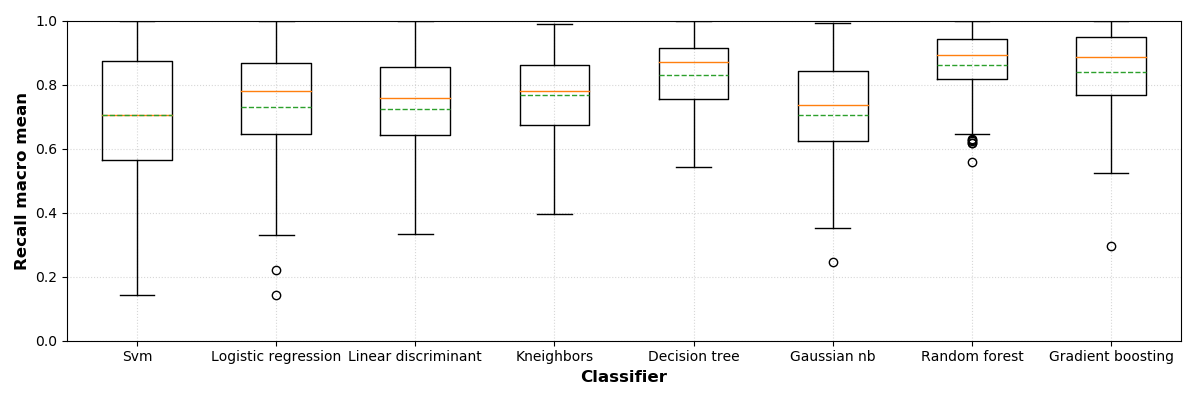 Recall macro mean
1.0
0.8
0.6
0.4
0.2
0.0
Svm Logistic regression Linear discriminant Kneighbors Decision tree Gaussian nb Random forest Gradient boosting
Classifier